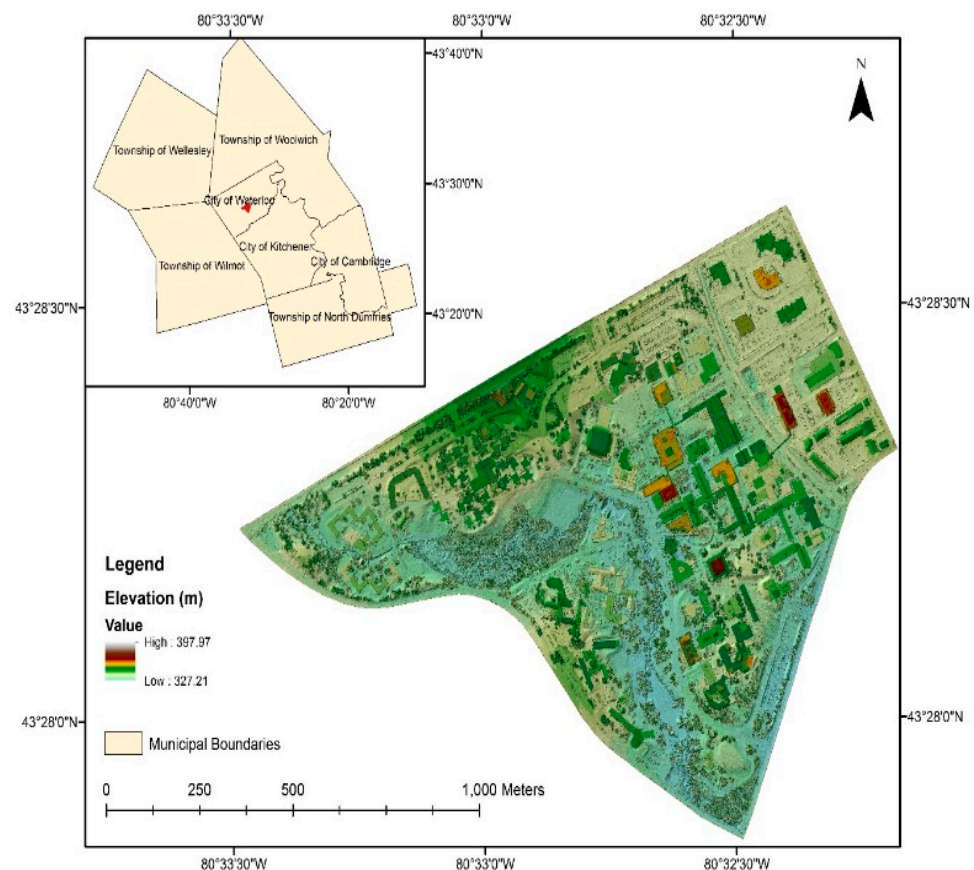 80°33'30"W 80°33'0"W 80°32'30"W
43°40'0"N
N
Township of Woolwich
Township of Wellesley
43°30'0"N
City of Waterloo
City of Kitchener
City of Cambridge
Township of Wilmot
43°28'30"N
43°28'30"N
43°20'0"N
Township of North Dumfries
80°40'0"W 80°20'0"W
Legend
Elevation (m)
Value
High : 397.97
Low : 327.21
43°28'0"N
43°28'0"N
Municipal Boundaries
0 250 500 1,000 Meters
80°33'30"W 80°33'0"W 80°32'30"W